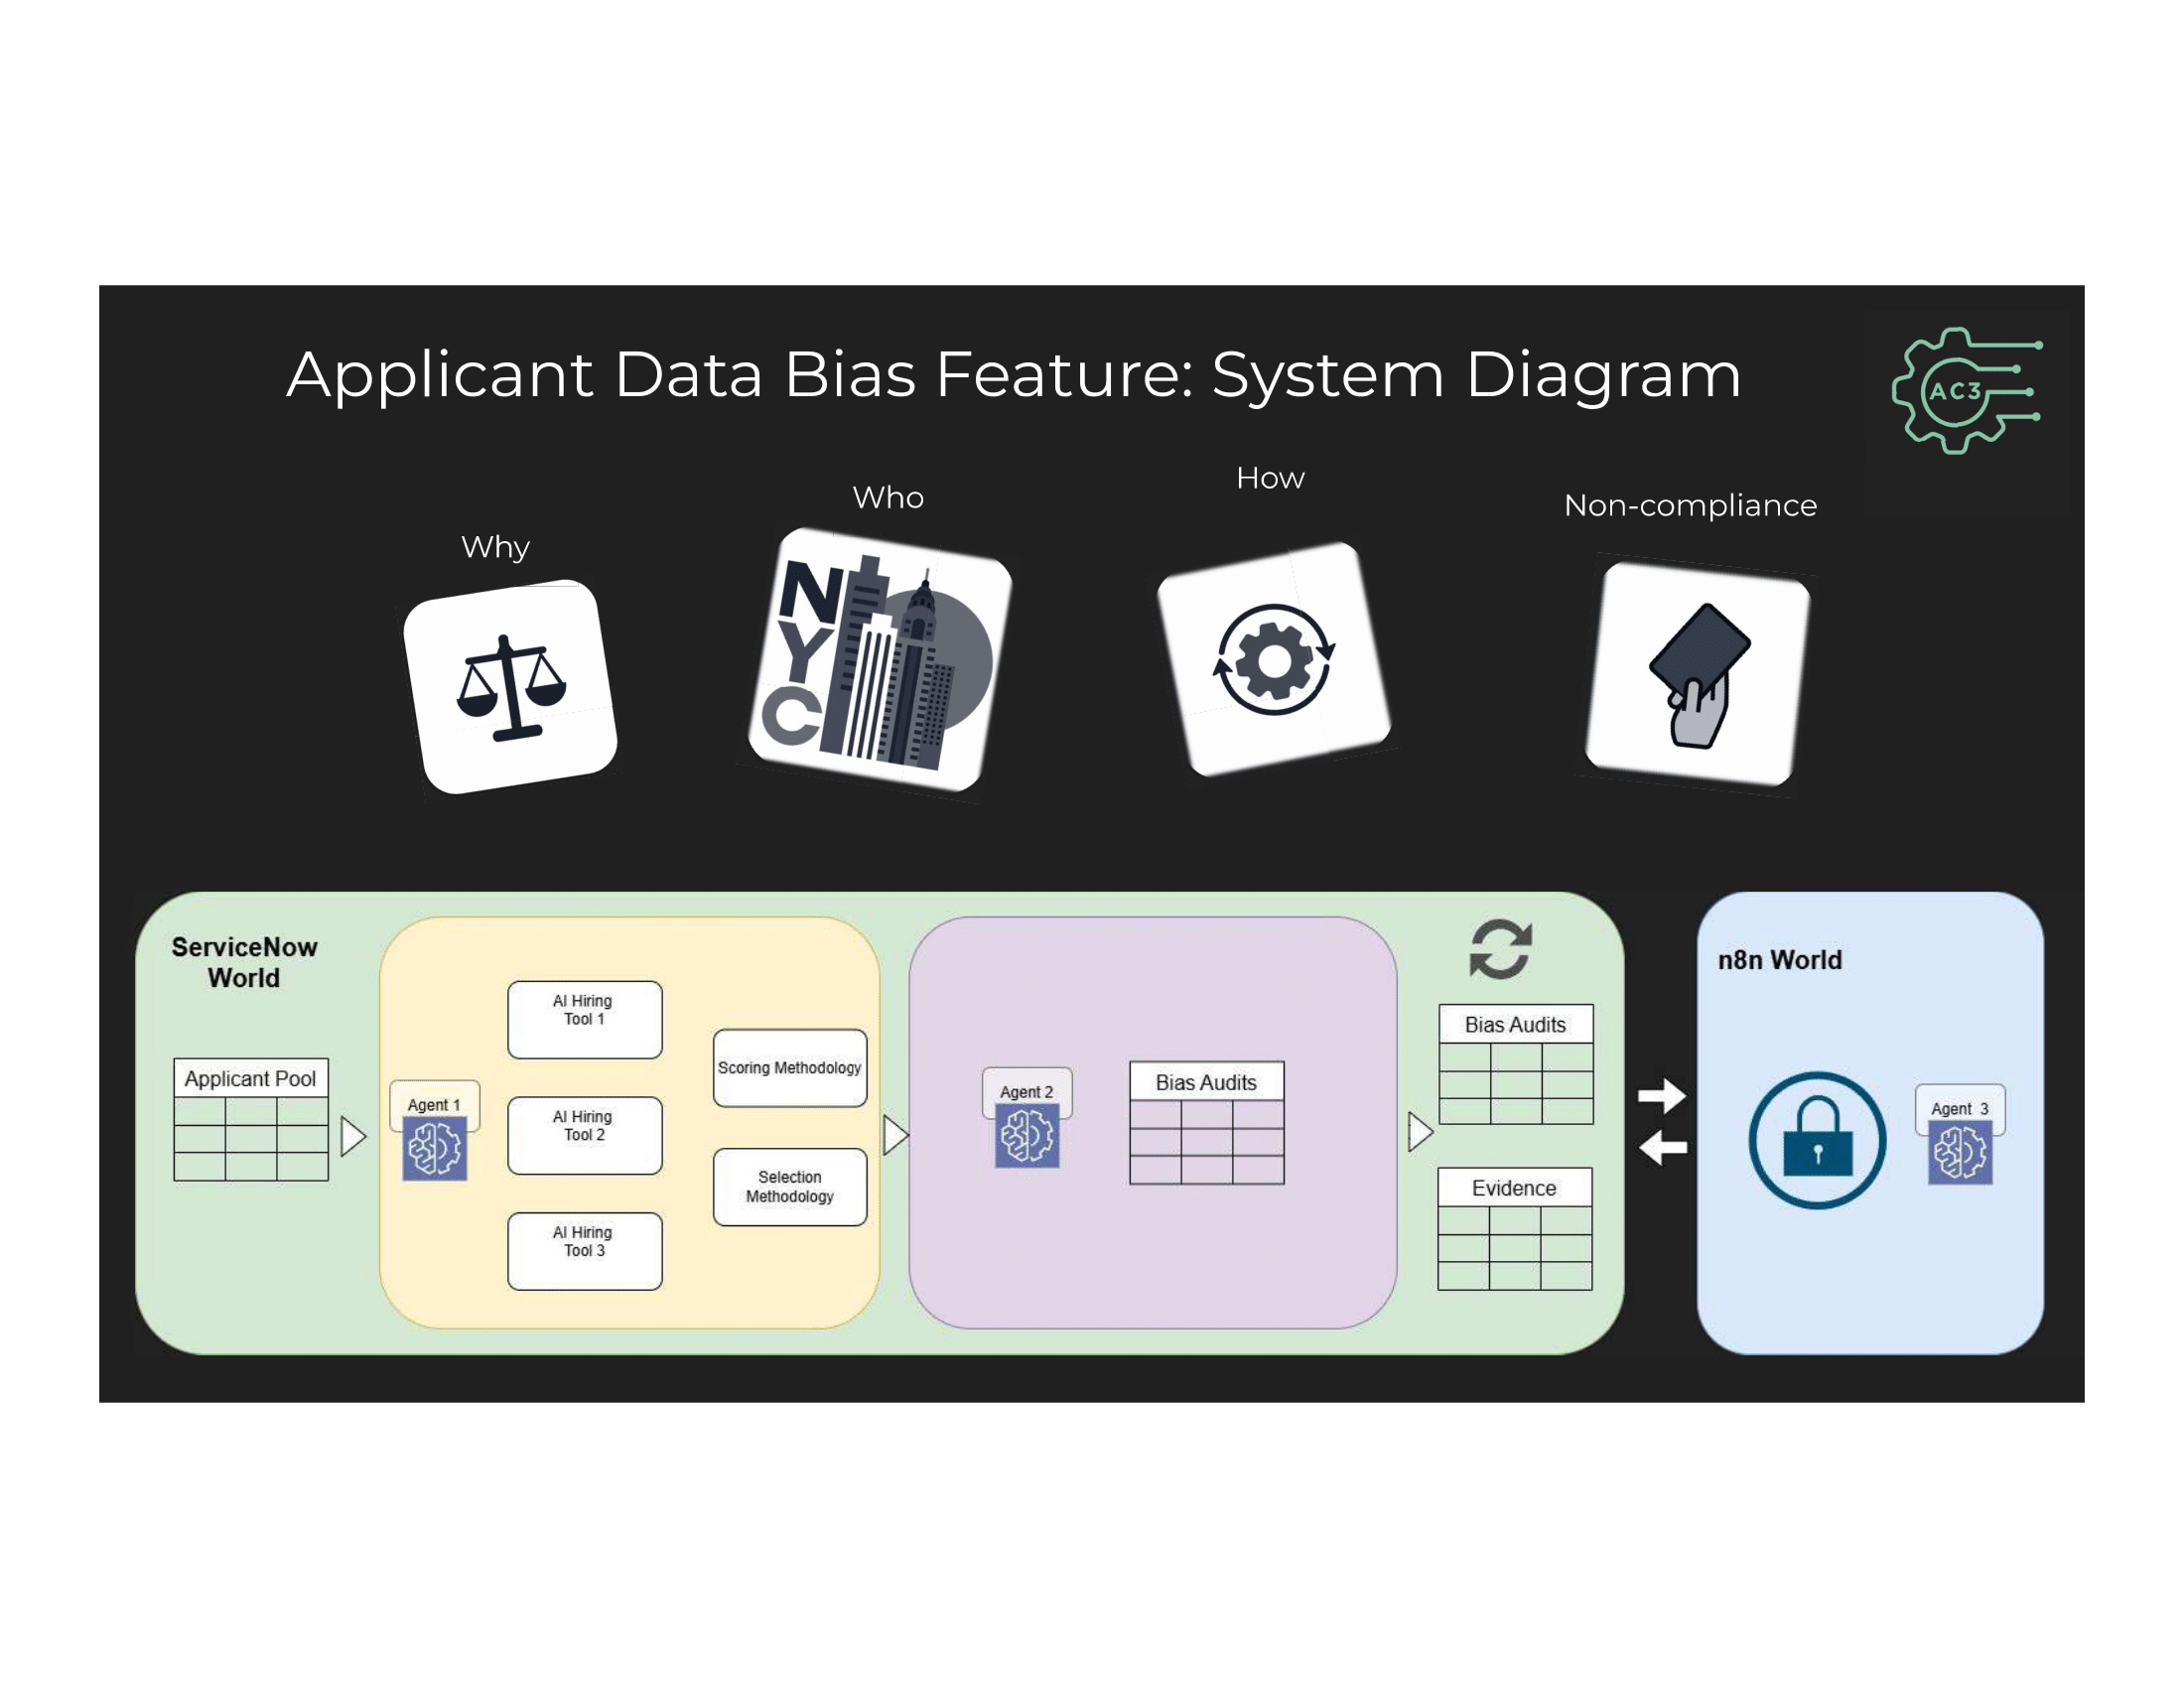 Applicant Data Bias Feature: System Diagram
AC3
Why
Who
How
Non-compliance
N
Y
C
ServiceNow
World
Applicant Pool
Agent 1
AI Hiring
Tool 1
AI Hiring
Tool 2
AI Hiring
Tool 3
Scoring Methodology
Selection
Methodology
Agent 2
Bias Audits
Bias Audits
Evidence
n8n World
Agent 3